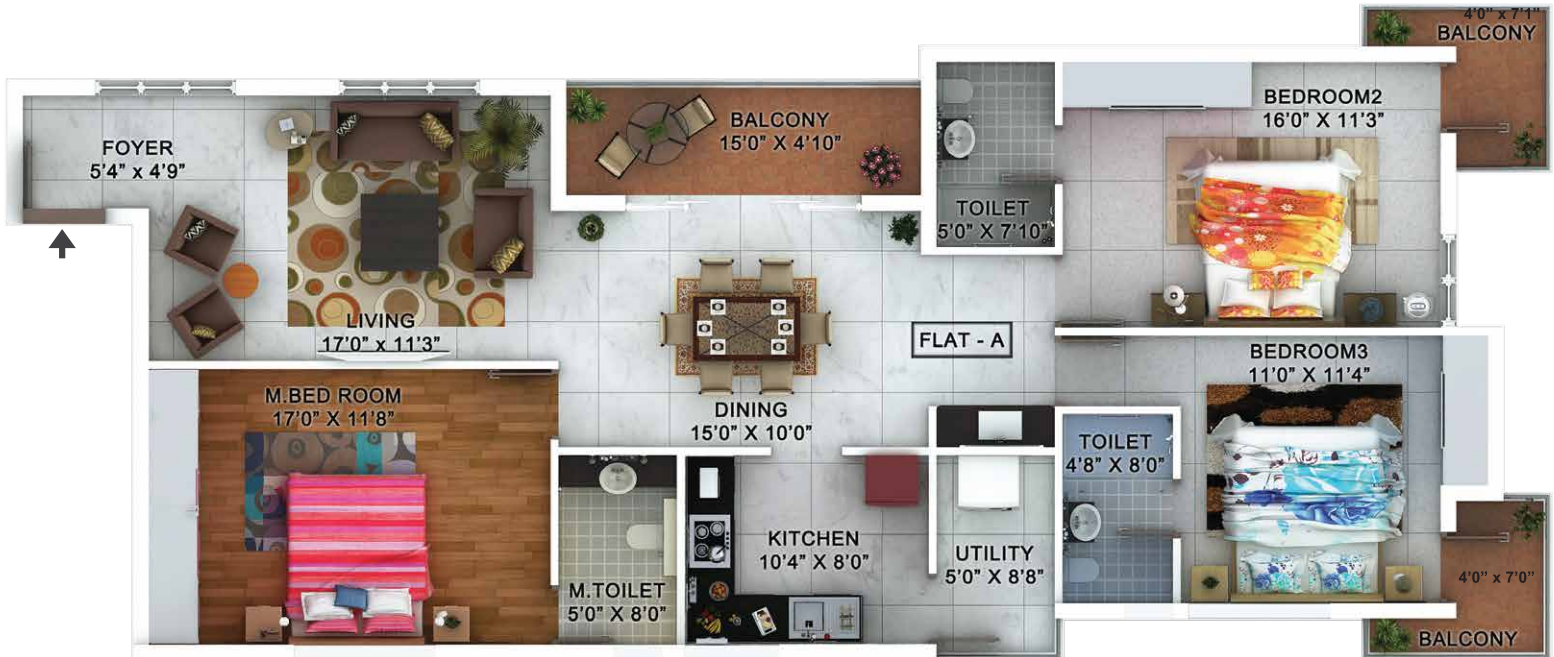 4'0" x 7'1"
BALCONY
BEDROOM2
16'0" X 11'3"
BALCONY
15'0" X 4'10"
FOYER
5'4" x 4'9"
TOILET
5'0" X 7'10"
LIVING
17'0" x 11'3"
FLAT - A
BEDROOM3
11'0" X 11'4"
M.BED ROOM
17'0" X 11'8"
DINING
15'0" X 10'0"
TOILET
4'8" X 8'0"
KITCHEN
10'4" X 8'0"
UTILITY
5'0" X 8'8"
M.TOILET
5'0" X 8'0"
4'0" x 7'0"
BALCONY